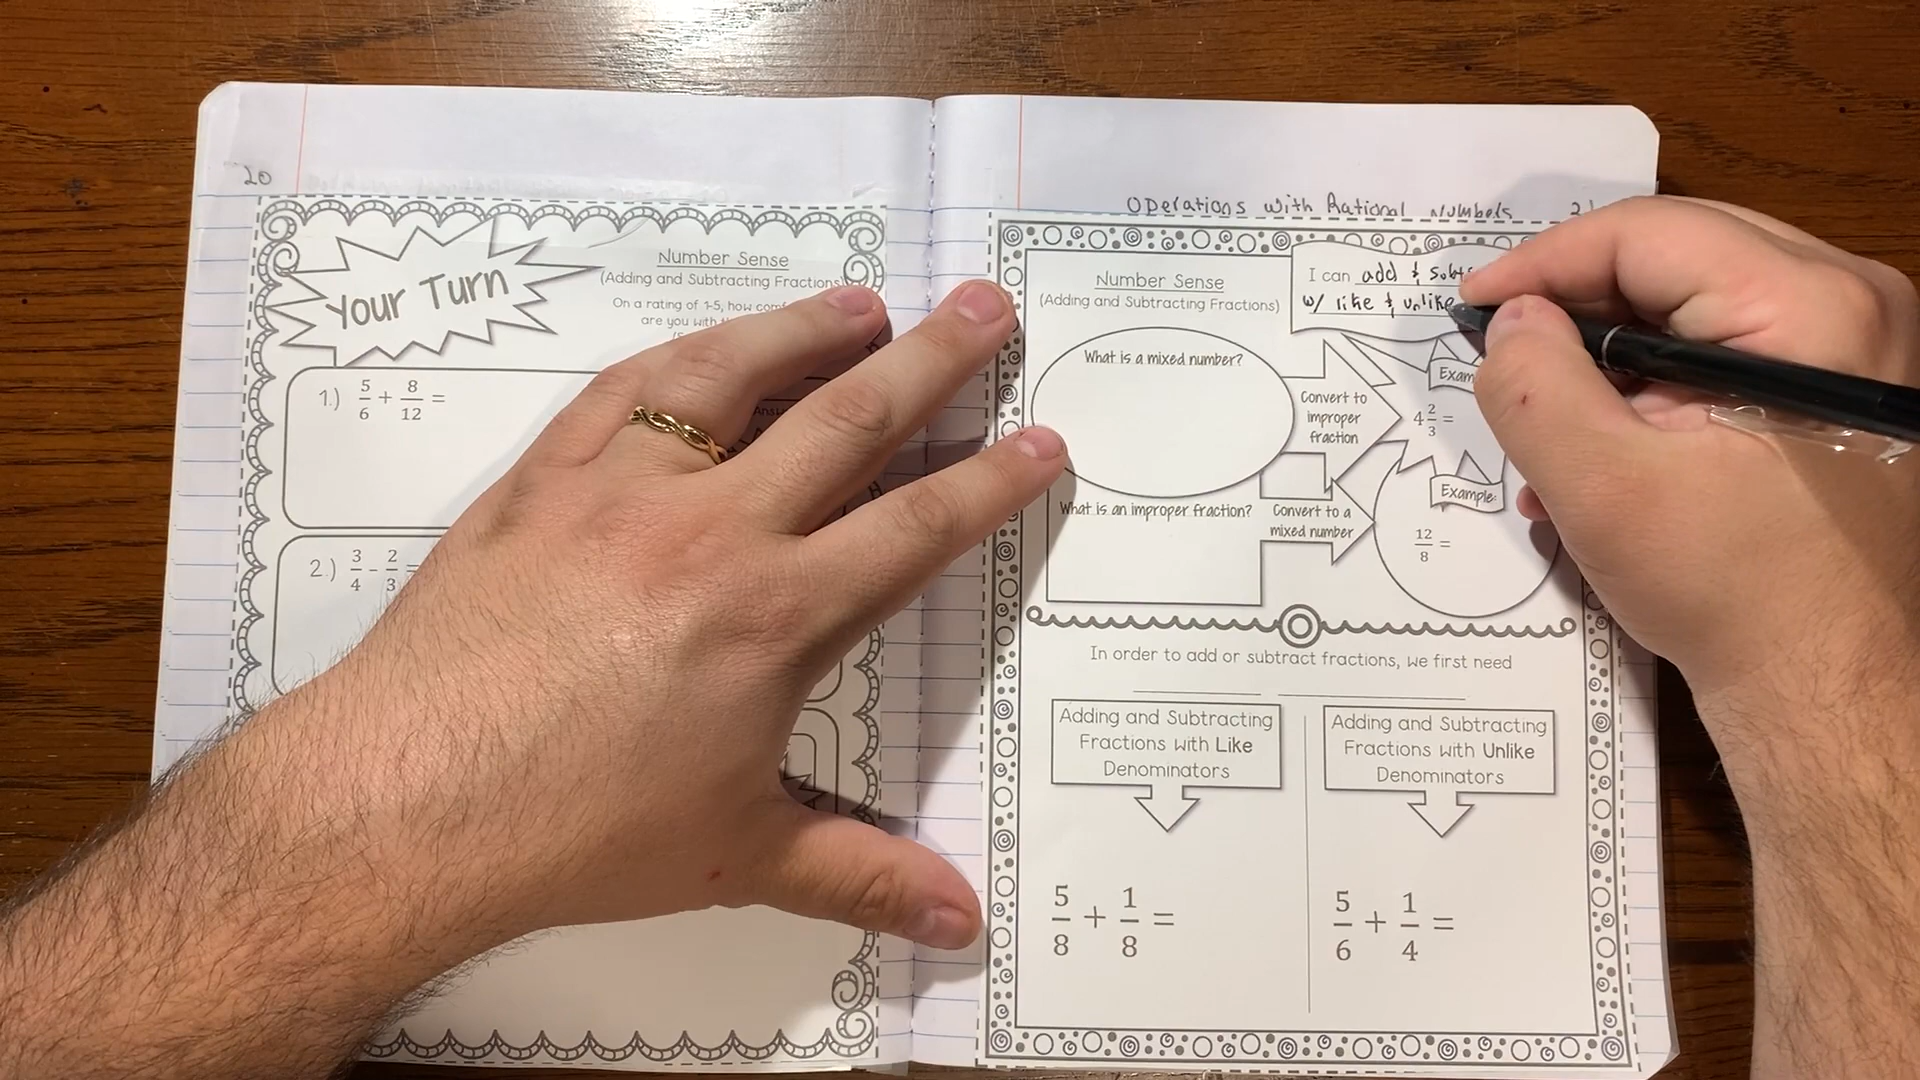 20
Your Turn
Number Sense
(Adding and Subtracting Fractions)
On a rating of 1-5, how
are you with
1.) 5/6 + 8/12 =
2.) 3/4 - 2/3 =
Operations with Rational Numbers
Number Sense
(Adding and Subtracting Fractions)
I can add &
w/ like & unlike
What is a mixed number?
Convert to
improper
fraction
4 2/3 =
What is an improper fraction?
Convert to a
mixed number
Example:
12/8 =
In order to add or subtract fractions, we first need
Adding and Subtracting
Fractions with Like
Denominators
5/8 + 1/8 =
Adding and Subtracting
Fractions with Unlike
Denominators
5/6 + 1/4 =